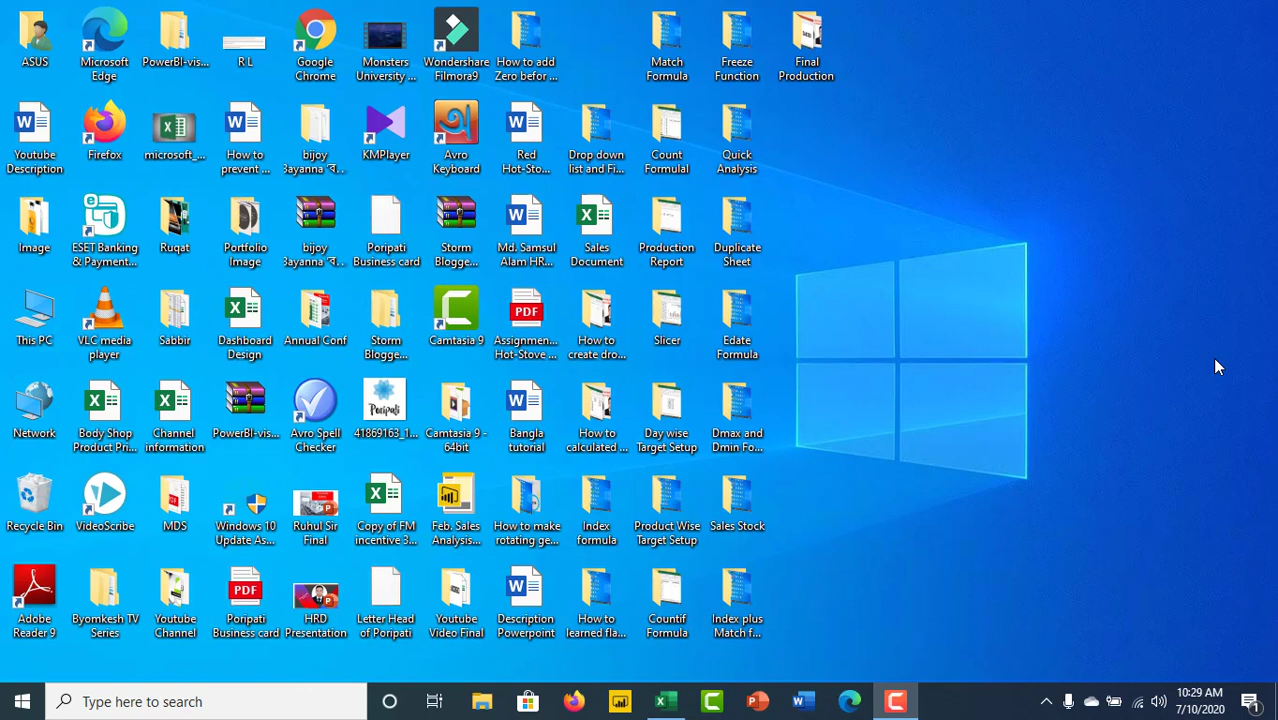 ASUS
Microsoft
Edge
PowerBI-vis...
R L
Google
Chrome
Monsters
University ...
Wondershare
Filmora9
How to add
Zero befor ...
Match
Formula
Freeze
Function
Final
Production
Youtube
Description
Firefox
microsoft_...
How to
prevent ...
bijoy
KMPlayer
Avro
Keyboard
Red
Hot-Sto...
Drop down
list and Fi...
Count
Formulal
Quick
Analysis
Image
ESET Banking
& Payment...
Ruqat
Portfolio
Image
bijoy
Poripati
Business card
Storm
Blogge...
Md. Samsul
Alam HR...
Sales
Document
Production
Report
Duplicate
Sheet
This PC
VLC media
player
Sabbir
Dashboard
Design
Annual Conf
Storm
Blogge...
Camtasia 9
PDF
Assignmen...
Hot-Stove ...
How to
create dro...
Slicer
Edate
Formula
Network
Body Shop
Product Pri...
Channel
information
PowerBI-vis...
Avro Spell
Checker
Poripati
41869163_1...
Camtasia 9 -
64bit
Bangla
tutorial
How to
calculated ...
Day wise
Target Setup
Dmax and
Dmin Fo...
Recycle Bin
VideoScribe
MDS
Windows 10
Update As...
Ruhul Sir
Final
Copy of FM
incentive 3...
Feb. Sales
Analysis...
How to make
rotating ge...
Index
formula
Product Wise
Target Setup
Sales Stock
Adobe
Reader 9
Byomkesh TV
Series
Youtube
Channel
PDF
Poripati
Business card
HRD
Presentation
Letter Head
of Poripati
Youtube
Video Final
Description
Powerpoint
How to
learned fla...
Countif
Formula
Index plus
Match f...
Type here to search
10:29 AM
7/10/2020
1